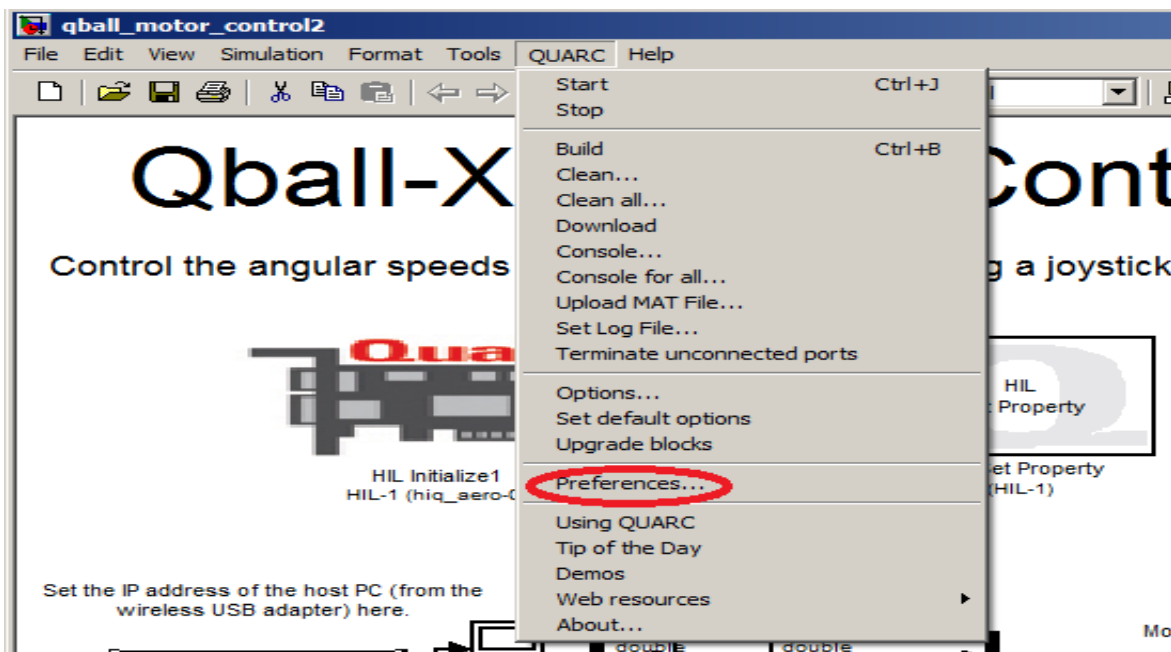 qball_motor_control2
File Edit View Simulation Format Tools QUARC Help
Start Ctrl+J
Stop
Build Ctrl+B
Clean...
Clean all...
Download
Console...
Console for all...
Upload MAT File...
Set Log File...
Terminate unconnected ports
Options...
Set default options
Upgrade blocks
Preferences...
Using QUARC
Tip of the Day
Demos
Web resources
About...
Qball-X Cont
Control the angular speeds g a joystick
Qua
HIL
Property
HIL Initialize1
HIL-1 (hiq_aero-0
et Property
(HIL-1)
Set the IP address of the host PC (from the
wireless USB adapter) here.
Mo
double double